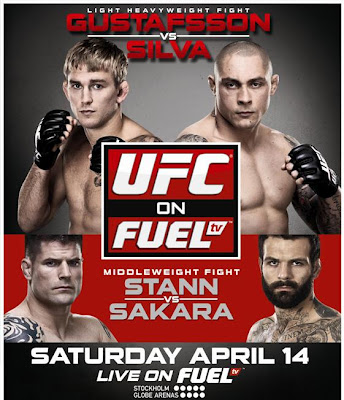 LIGHT HEAVYWEIGHT FIGHT
GUSTAFSSON
VS
SILVA
UFC
ON
FUEL tv
MIDDLEWEIGHT FIGHT
STANN
VS
SAKARA
SATURDAY APRIL 14
LIVE ON FUEL tv
STOCKHOLM
GLOBE ARENAS